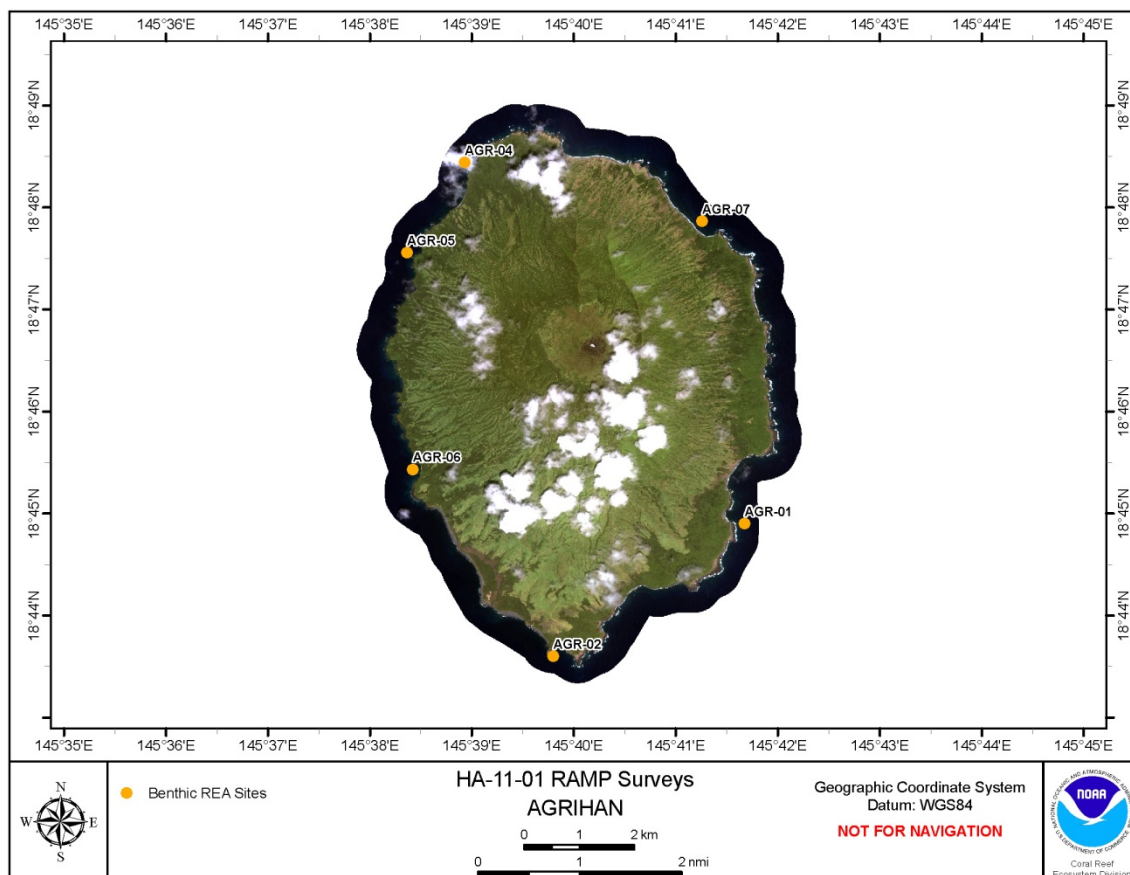 145°35'E 145°36'E 145°37'E 145°38'E 145°39'E 145°40'E 145°41'E 145°42'E 145°43'E 145°44'E 145°45'E
18°49'N 18°49'N
AGR-04
18°48'N 18°48'N
AGR-07
AGR-05
18°47'N 18°47'N
18°46'N 18°46'N
AGR-06
18°45'N 18°45'N
AGR-01
18°44'N 18°44'N
AGR-02
145°35'E 145°36'E 145°37'E 145°38'E 145°39'E 145°40'E 145°41'E 145°42'E 145°43'E 145°44'E 145°45'E
N
W E
S
Benthic REA Sites
HA-11-01 RAMP Surveys
AGRIHAN
0 1 2 km
0 1 2 nmi
Geographic Coordinate System
Datum: WGS84
NOT FOR NAVIGATION
NOAA
Coral Reef
Ecosystem Division